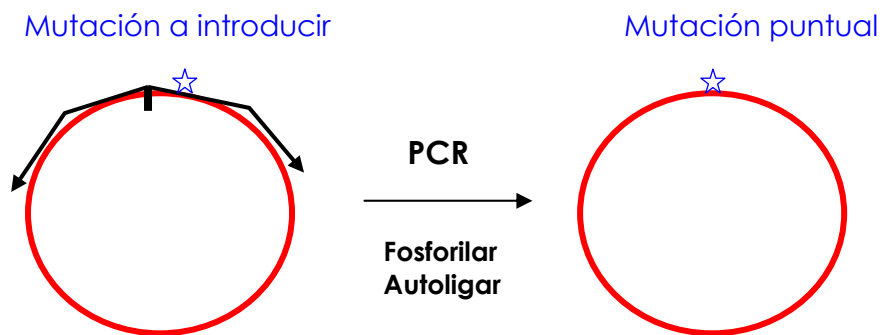 Mutación a introducir
Mutación puntual
PCR
Fosforilar
Autoligar